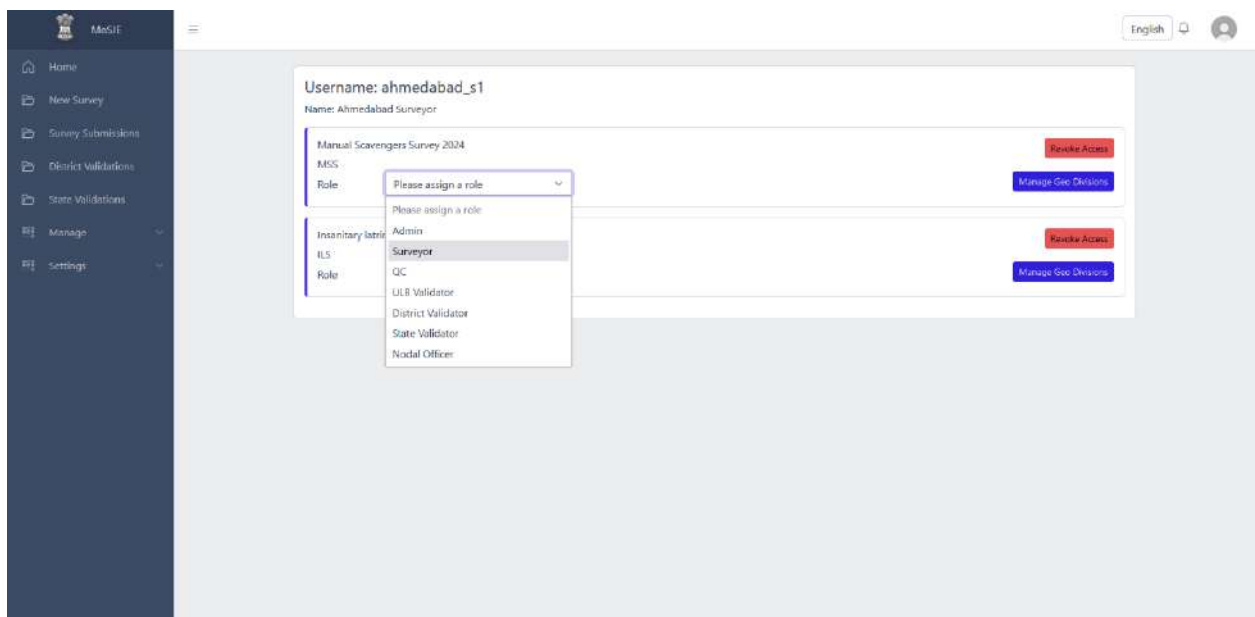 MoSJE
English
Home
New Survey
Survey Submissions
District Validations
State Validations
Manage
Settings
Username: ahmedabad_s1
Name: Ahmedabad Surveyor
Manual Scavengers Survey 2024
Revoke Access
MSS
Role Please assign a role
Manage Geo Divisions
Please assign a role
Admin
Surveyor
QC
ULB Validator
District Validator
State Validator
Nodal Officer
Insanitary latri
Revoke Access
ILS
Role
Manage Geo Divisions